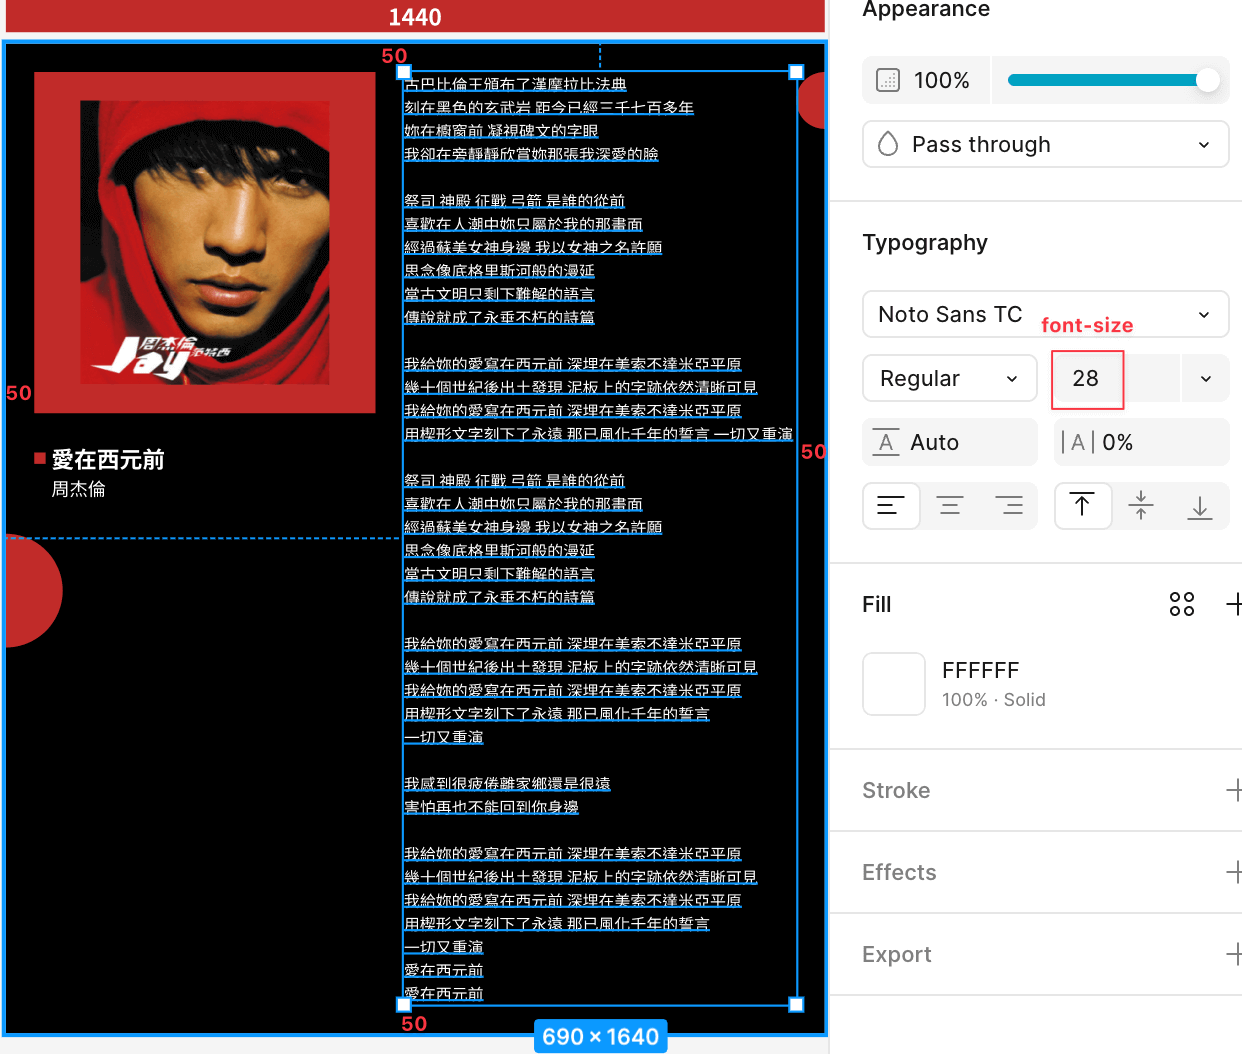 1440
50
古巴比倫王頒布了漢摩拉比法典
刻在黑色的玄武岩 距今已經三千七百多年
妳在櫥窗前 凝視碑文的字眼
我卻在旁靜靜欣賞妳那張我深愛的臉
祭司 神殿 征戰 弓箭 是誰的從前
喜歡在人潮中妳只屬於我的那畫面
經過蘇美女神身邊 我以女神之名許願
思念像底格里斯河般的漫延
當古文明只剩下難解的語言
傳說就成了永垂不朽的詩篇
我給妳的愛寫在西元前 深埋在美索不達米亞平原
幾十個世紀後出土發現 泥板上的字跡依然清晰可見
我給妳的愛寫在西元前 深埋在美索不達米亞平原
用楔形文字刻下了永遠 那已風化千年的誓言 一切又重演
祭司 神殿 征戰 弓箭 是誰的從前
喜歡在人潮中妳只屬於我的那畫面
經過蘇美女神身邊 我以女神之名許願
思念像底格里斯河般的漫延
當古文明只剩下難解的語言
傳說就成了永垂不朽的詩篇
我給妳的愛寫在西元前 深埋在美索不達米亞平原
幾十個世紀後出土發現 泥板上的字跡依然清晰可見
我給妳的愛寫在西元前 深埋在美索不達米亞平原
用楔形文字刻下了永遠 那已風化千年的誓言
一切又重演
我感到很疲倦離家鄉還是很遠
害怕再也不能回到你身邊
我給妳的愛寫在西元前 深埋在美索不達米亞平原
幾十個世紀後出土發現 泥板上的字跡依然清晰可見
我給妳的愛寫在西元前 深埋在美索不達米亞平原
用楔形文字刻下了永遠 那已風化千年的誓言
一切又重演
愛在西元前
愛在西元前
周杰倫
Jay
范特西
50
愛在西元前
周杰倫
50
50
690 × 1640
Appearance
100%
Pass through
Typography
Noto Sans TC
font-size
Regular
28
A Auto
|A| 0%
Fill
FFFFFF
100% · Solid
Stroke
Effects
Export